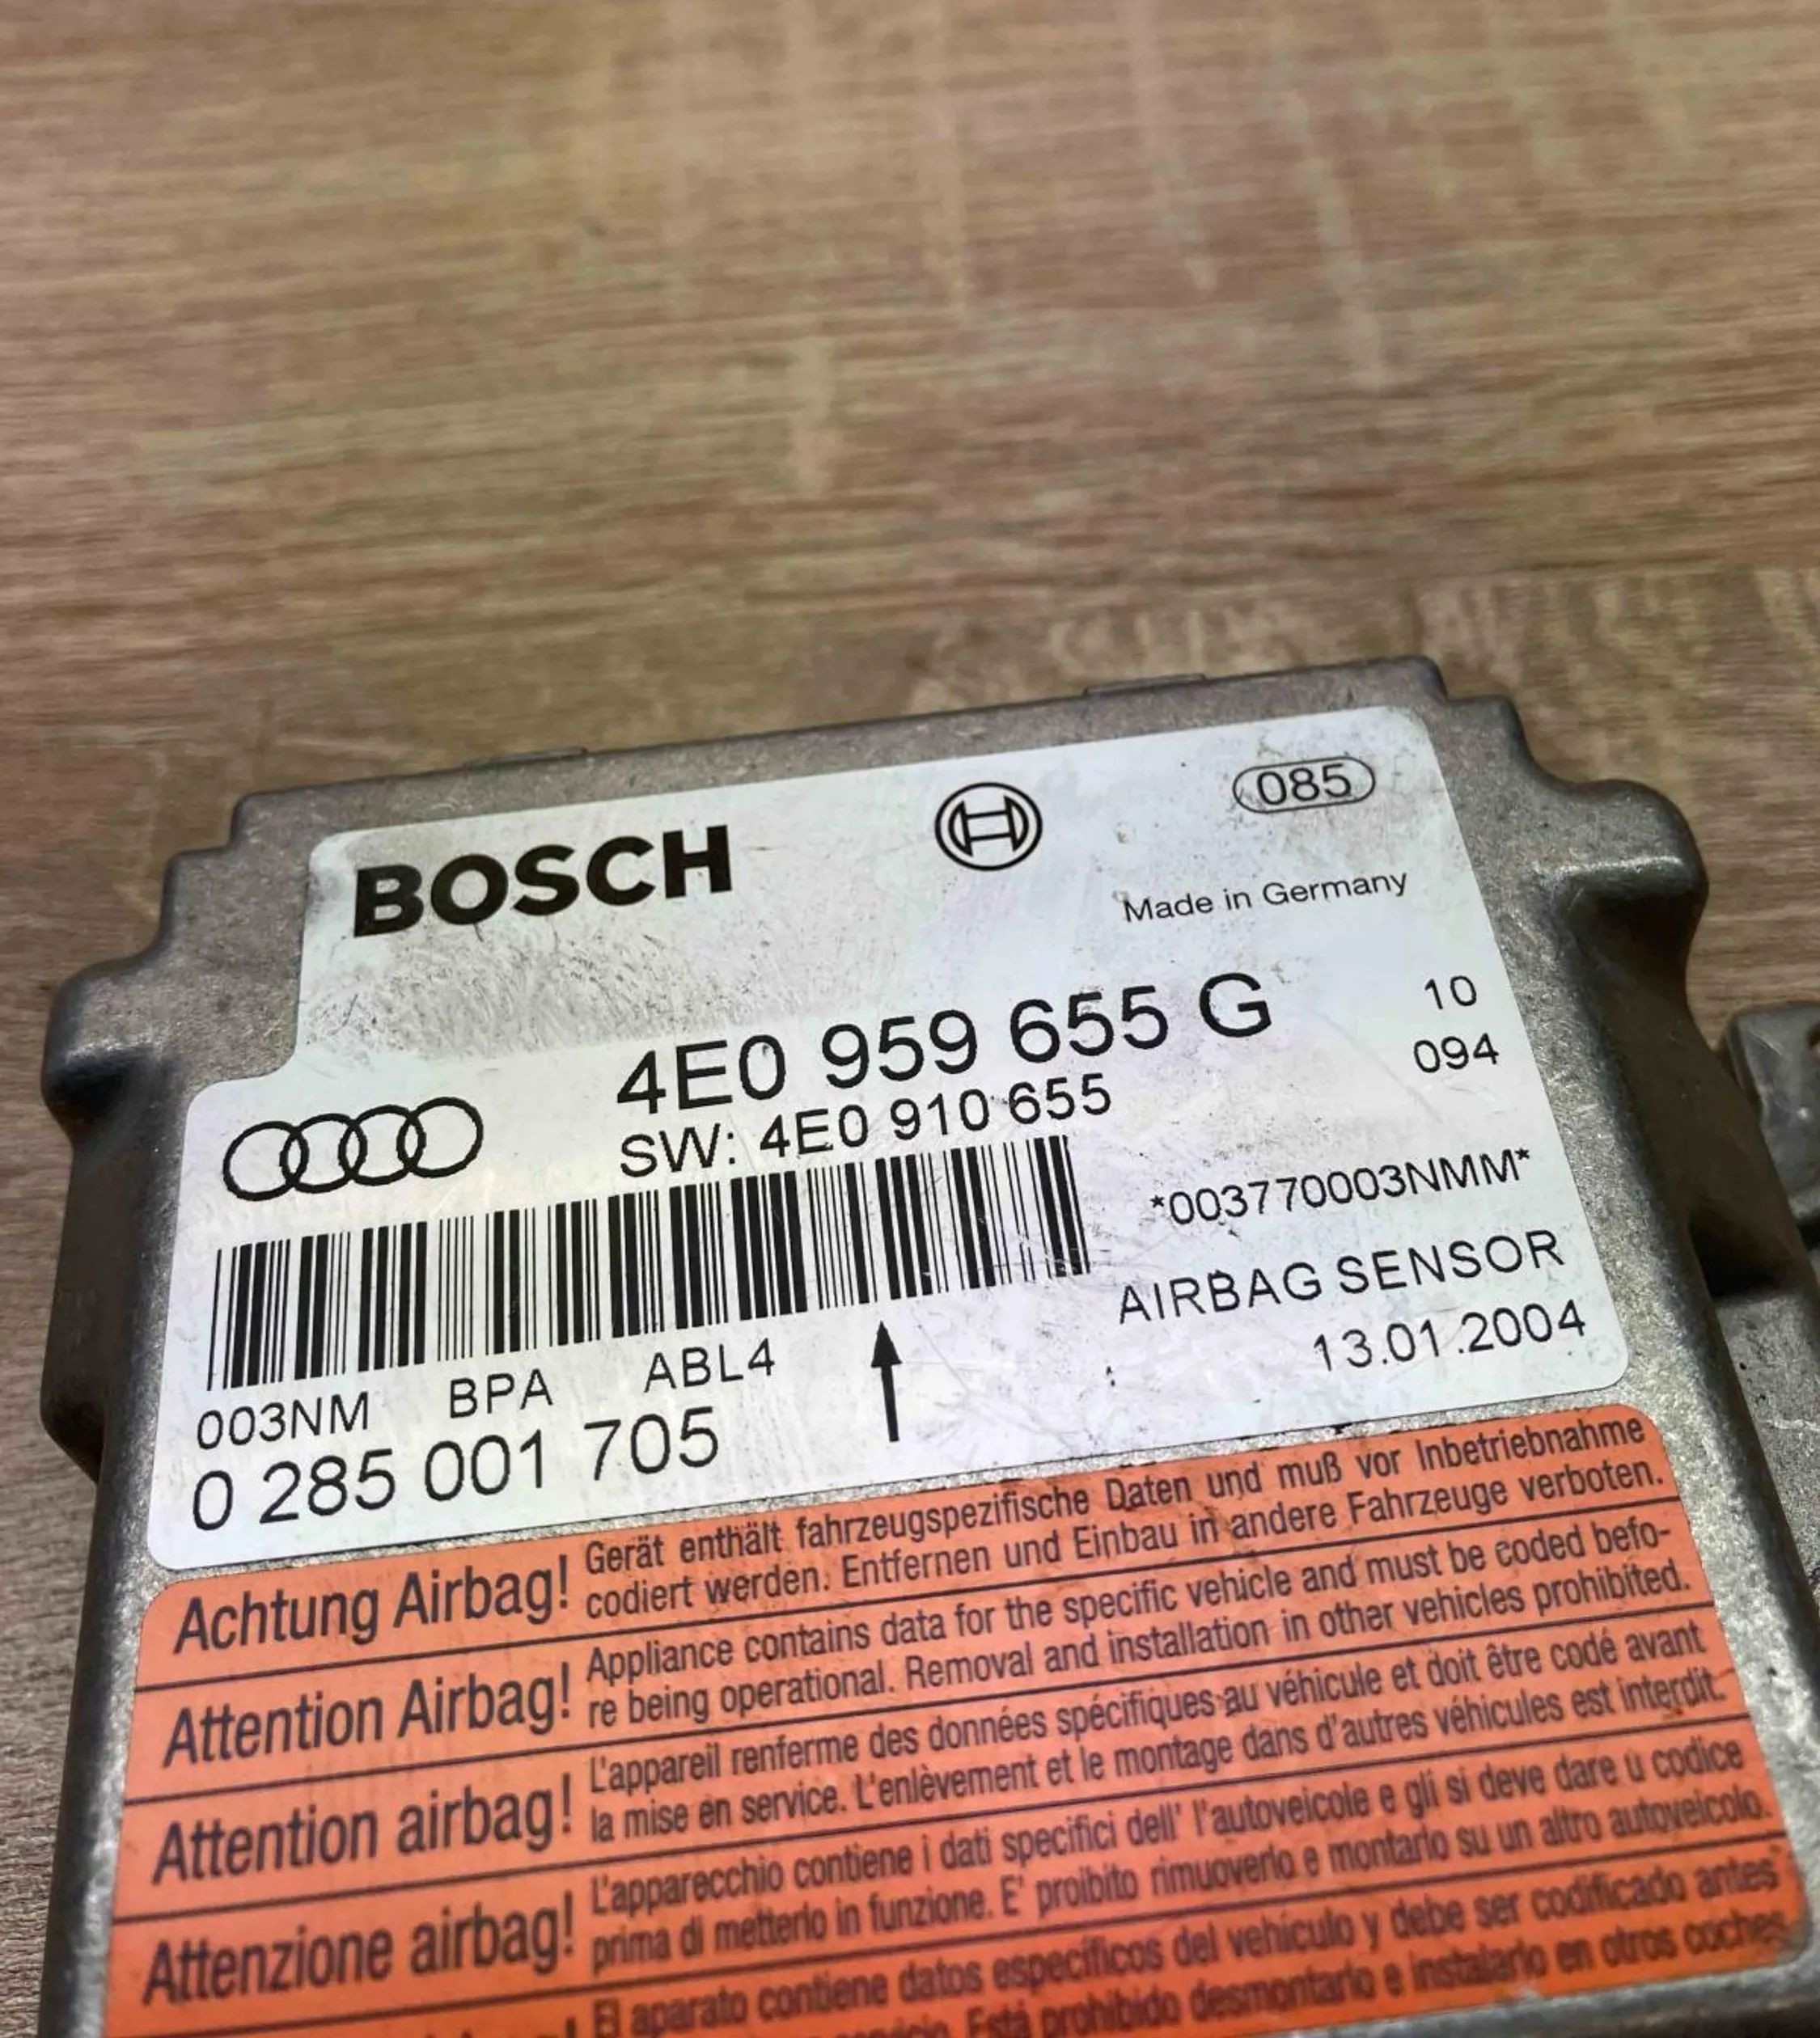 BOSCH
085
Made in Germany
4E0 959 655 G
10
SW: 4E0 910 655
094
*003770003NMM*
AIRBAG SENSOR
13.01.2004
003NM BPA ABL4
0 285 001 705
Achtung Airbag!
Gerät enthält fahrzeugspezifische Daten und muß vor Inbetriebnahme
codiert werden. Entfernen und Einbau in andere Fahrzeuge verboten.
Attention Airbag!
Appliance contains data for the specific vehicle and must be coded befo-
re being operational. Removal and installation in other vehicles prohibited.
Attention airbag!
L'appareil renferme des données spécifiques au véhicule et doit être codé avant
la mise en service. L'enlèvement et le montage dans d'autres véhicules est interdit.
Attenzione airbag!
L'apparecchio contiene i dati specifici dell' l'autoveicole e gli si deve dare u codice
prima di metterlo in funzione. E' proibito rimuoverlo e montarlo su un altro autoveicolo.
El aparato contiene datos específicos del vehículo y debe ser codificado antes
Está prohibido desmontarlo e instalarlo en otros coches